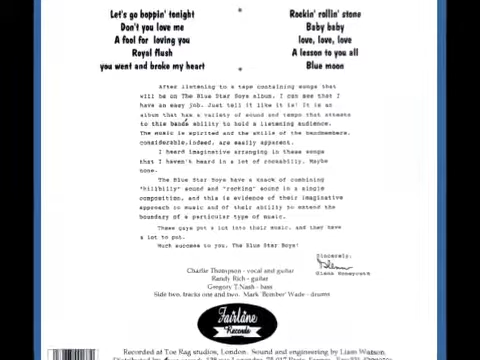 Let's go boppin' tonight
Don't you love me
A fool for loving you
Royal flush
you went and broke my heart
Rockin' rollin' stone
Baby baby
love, love, love
A lesson to you all
Blue moon
After listening to a tape containing songs that
will be on The Blue Star Boys album, I can see that I
have an easy job. Just tell it like it is! It is an
album that has a variety of sound and tempo that attests
to this bands ability to hold a listening audience.
The music is spirited and the skills of the bandmembers,
considerable,indeed, are easily apparent.
I heard imaginative arranging in these songs
that I haven't heard in a lot of rockabilly. Maybe
none.
The Blue Star Boys have a knack of combining
"hillbilly" sound and "rocking" sound in a single
composition, and this is evidence of their imaginative
approach to music and of their ability to extend the
boundary of a particular type of music.
These guys put a lot into their music, and they have
a lot to put.
Much success to you, The Blue Star Boys!
Sincerely,
Glenn
Glenn Honeycutt
Charlie Thompson - vocal and guitar
Randy Rich - guitar
Gregory T.Nash - bass
Side two, tracks one and two. Mark 'Bomber' Wade - drums
Fairlane
Records
Recorded at Toe Rag studios, London. Sound and engineering by Liam Watson.